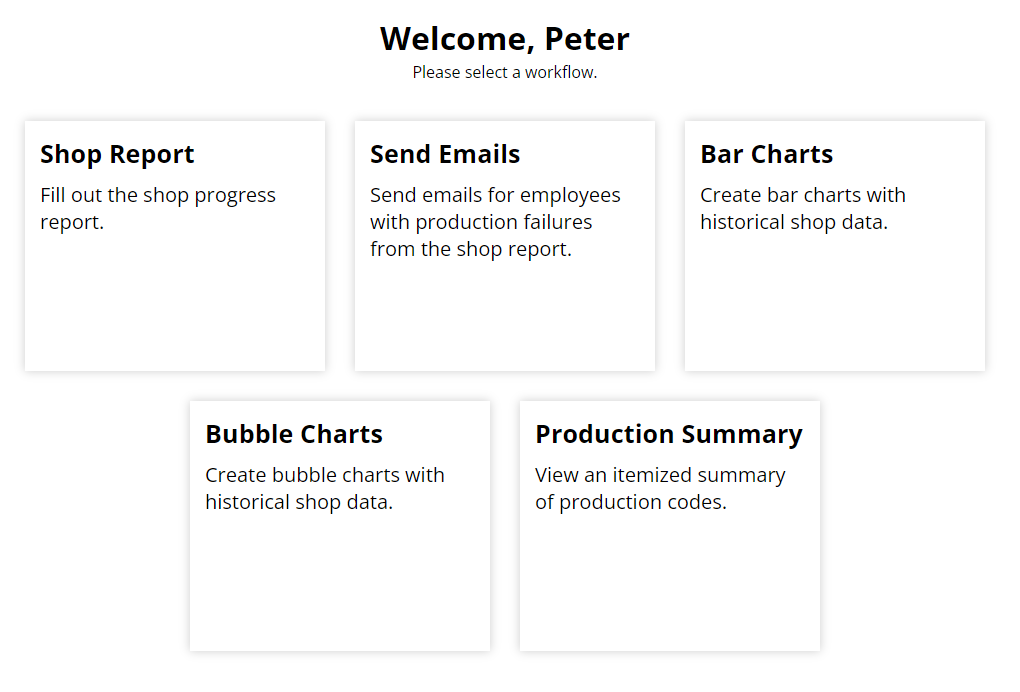 Welcome, Peter
Please select a workflow.
Shop Report
Fill out the shop progress
report.
Send Emails
Send emails for employees
with production failures
from the shop report.
Bar Charts
Create bar charts with
historical shop data.
Bubble Charts
Create bubble charts with
historical shop data.
Production Summary
View an itemized summary
of production codes.